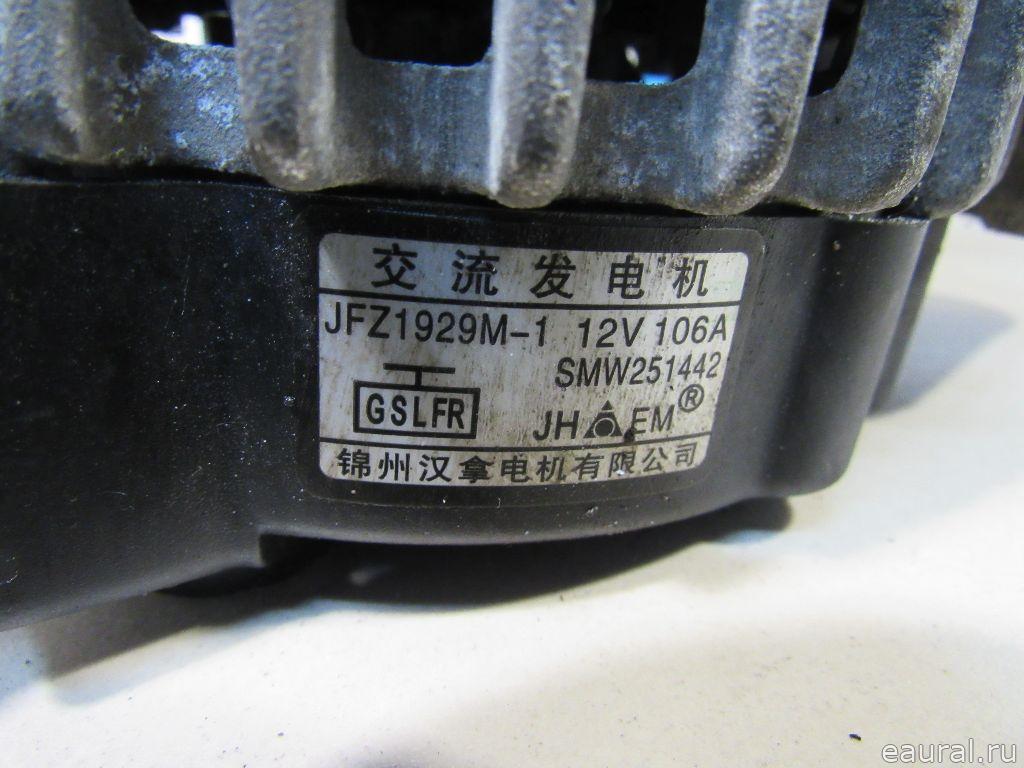 交流发电机
JFZ1929M-1 12V 106A
SMW251442
GSLFR
JH EM®
锦州汉拿电机有限公司
eaural.ru